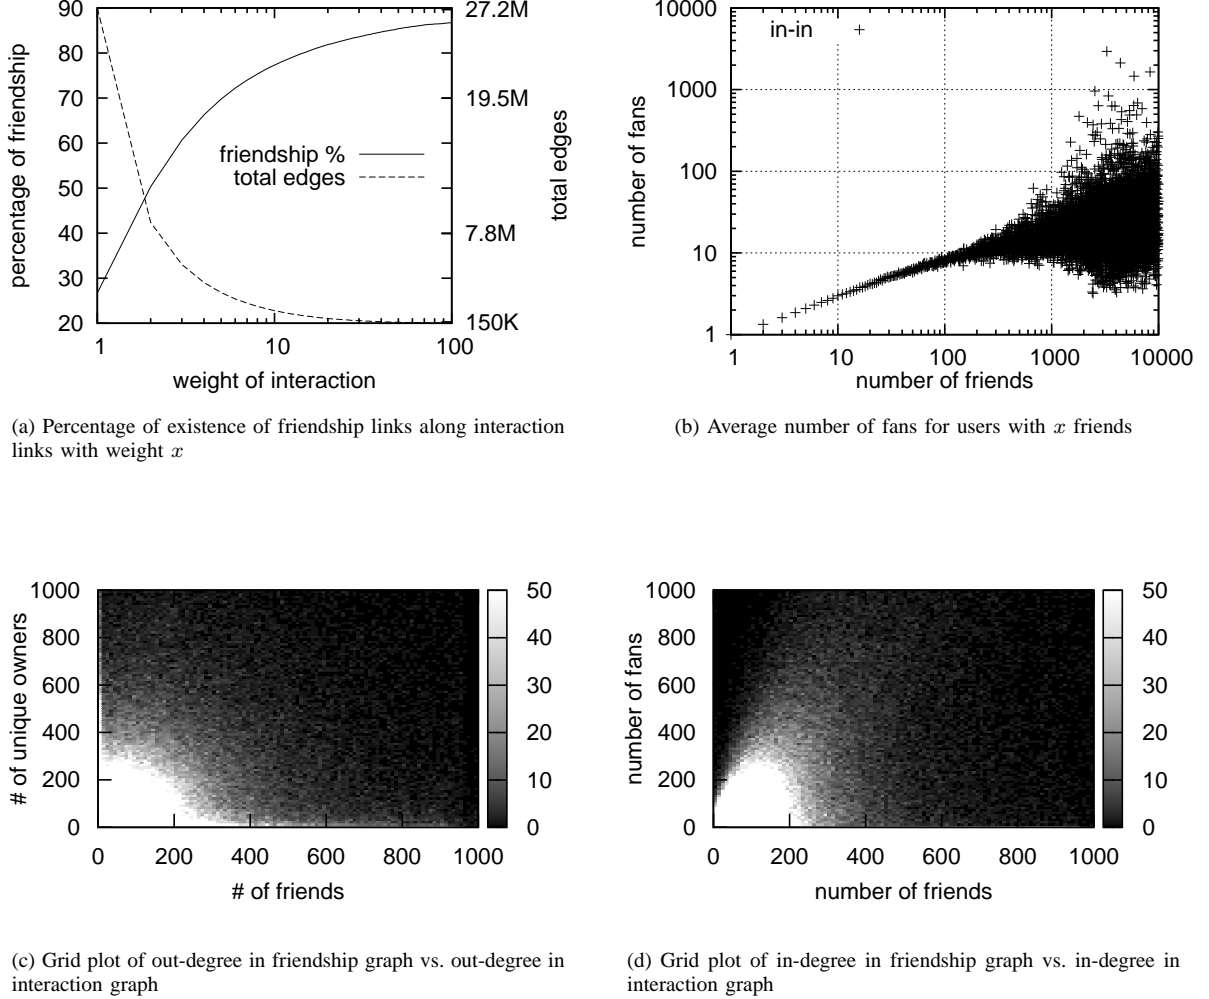 percentage of friendship
90
80
70
60
50
40
30
20
1
10
100
weight of interaction
27.2M
19.5M
7.8M
150K
total edges
friendship %
total edges
(a) Percentage of existence of friendship links along interaction
links with weight x
number of fans
10000
1000
100
10
1
1
10
100
1000
10000
number of friends
in-in
(b) Average number of fans for users with x friends
# of unique owners
1000
800
600
400
200
0
0
200
400
600
800
1000
# of friends
50
40
30
20
10
0
(c) Grid plot of out-degree in friendship graph vs. out-degree in
interaction graph
number of fans
1000
800
600
400
200
0
0
200
400
600
800
1000
number of friends
50
40
30
20
10
0
(d) Grid plot of in-degree in friendship graph vs. in-degree in
interaction graph